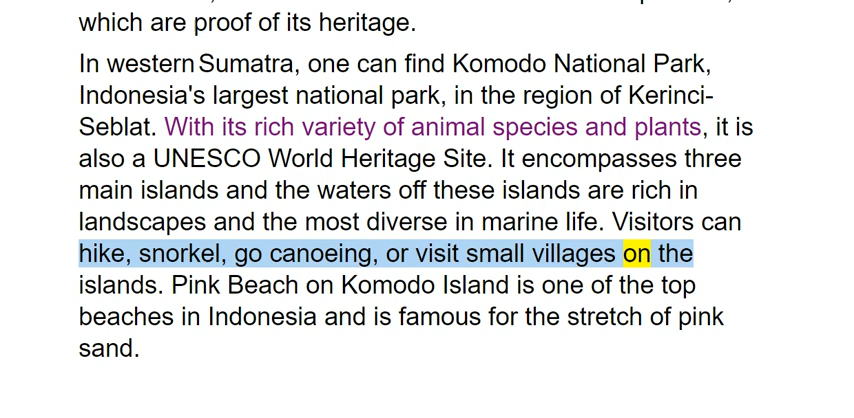 which are proof of its heritage.
In western Sumatra, one can find Komodo National Park,
Indonesia's largest national park, in the region of Kerinci-
Seblat. With its rich variety of animal species and plants, it is
also a UNESCO World Heritage Site. It encompasses three
main islands and the waters off these islands are rich in
landscapes and the most diverse in marine life. Visitors can
hike, snorkel, go canoeing, or visit small villages on the
islands. Pink Beach on Komodo Island is one of the top
beaches in Indonesia and is famous for the stretch of pink
sand.